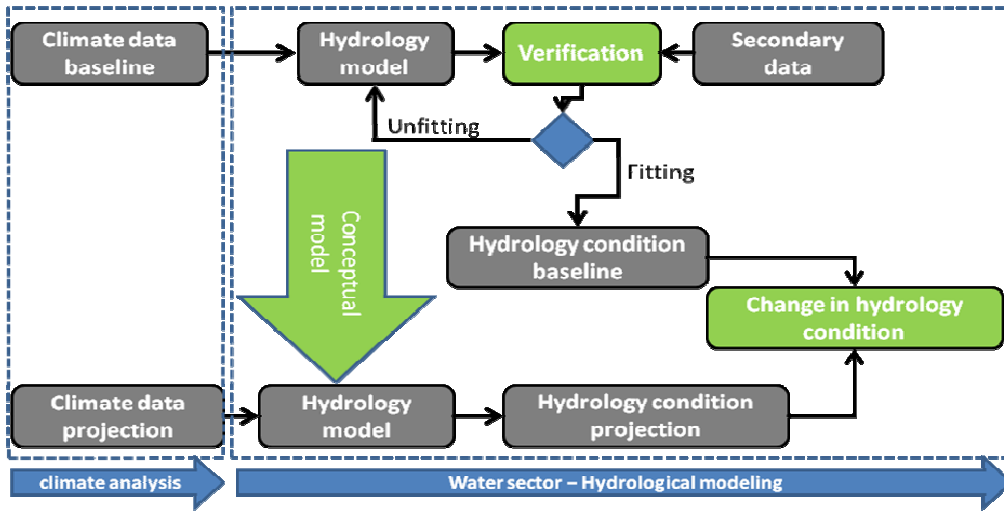 Climate data
baseline
Hydrology
model
Verification
Secondary
data
Unfitting
Fitting
Conceptual
model
Hydrology condition
baseline
Change in hydrology
condition
Climate data
projection
Hydrology
model
Hydrology condition
projection
climate analysis
Water sector – Hydrological modeling